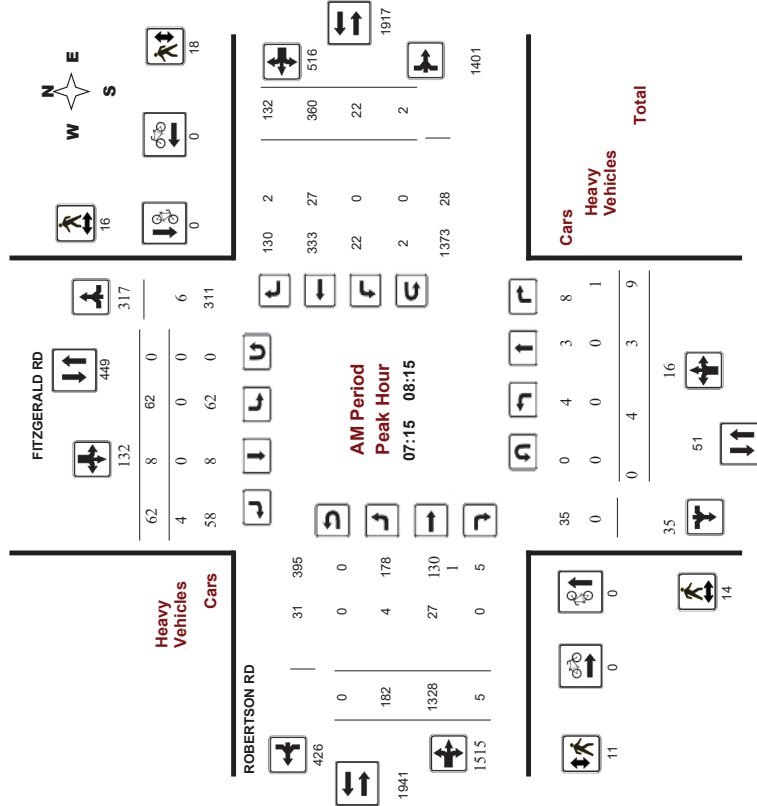 N
W E
S
16
18
0
0
FITZGERALD RD
449
132
317
62 8 62 0
4 0 0 0 6
58 8 62 0 311
Heavy
Vehicles
Cars
ROBERTSON RD
426
31 395
0 0 0
182 4 178
1328 27 130
1
5 0 5
1941
1515
AM Period
Peak Hour
07:15 08:15
516
1917
1401
130 2 132
333 27 360
22 0 22
2 0 2
1373 28
35 0 4 3 8 Cars
0 0 0 0 1 Heavy
Vehicles
0 4 3 9 Total
35
16
51
0
0
11
14